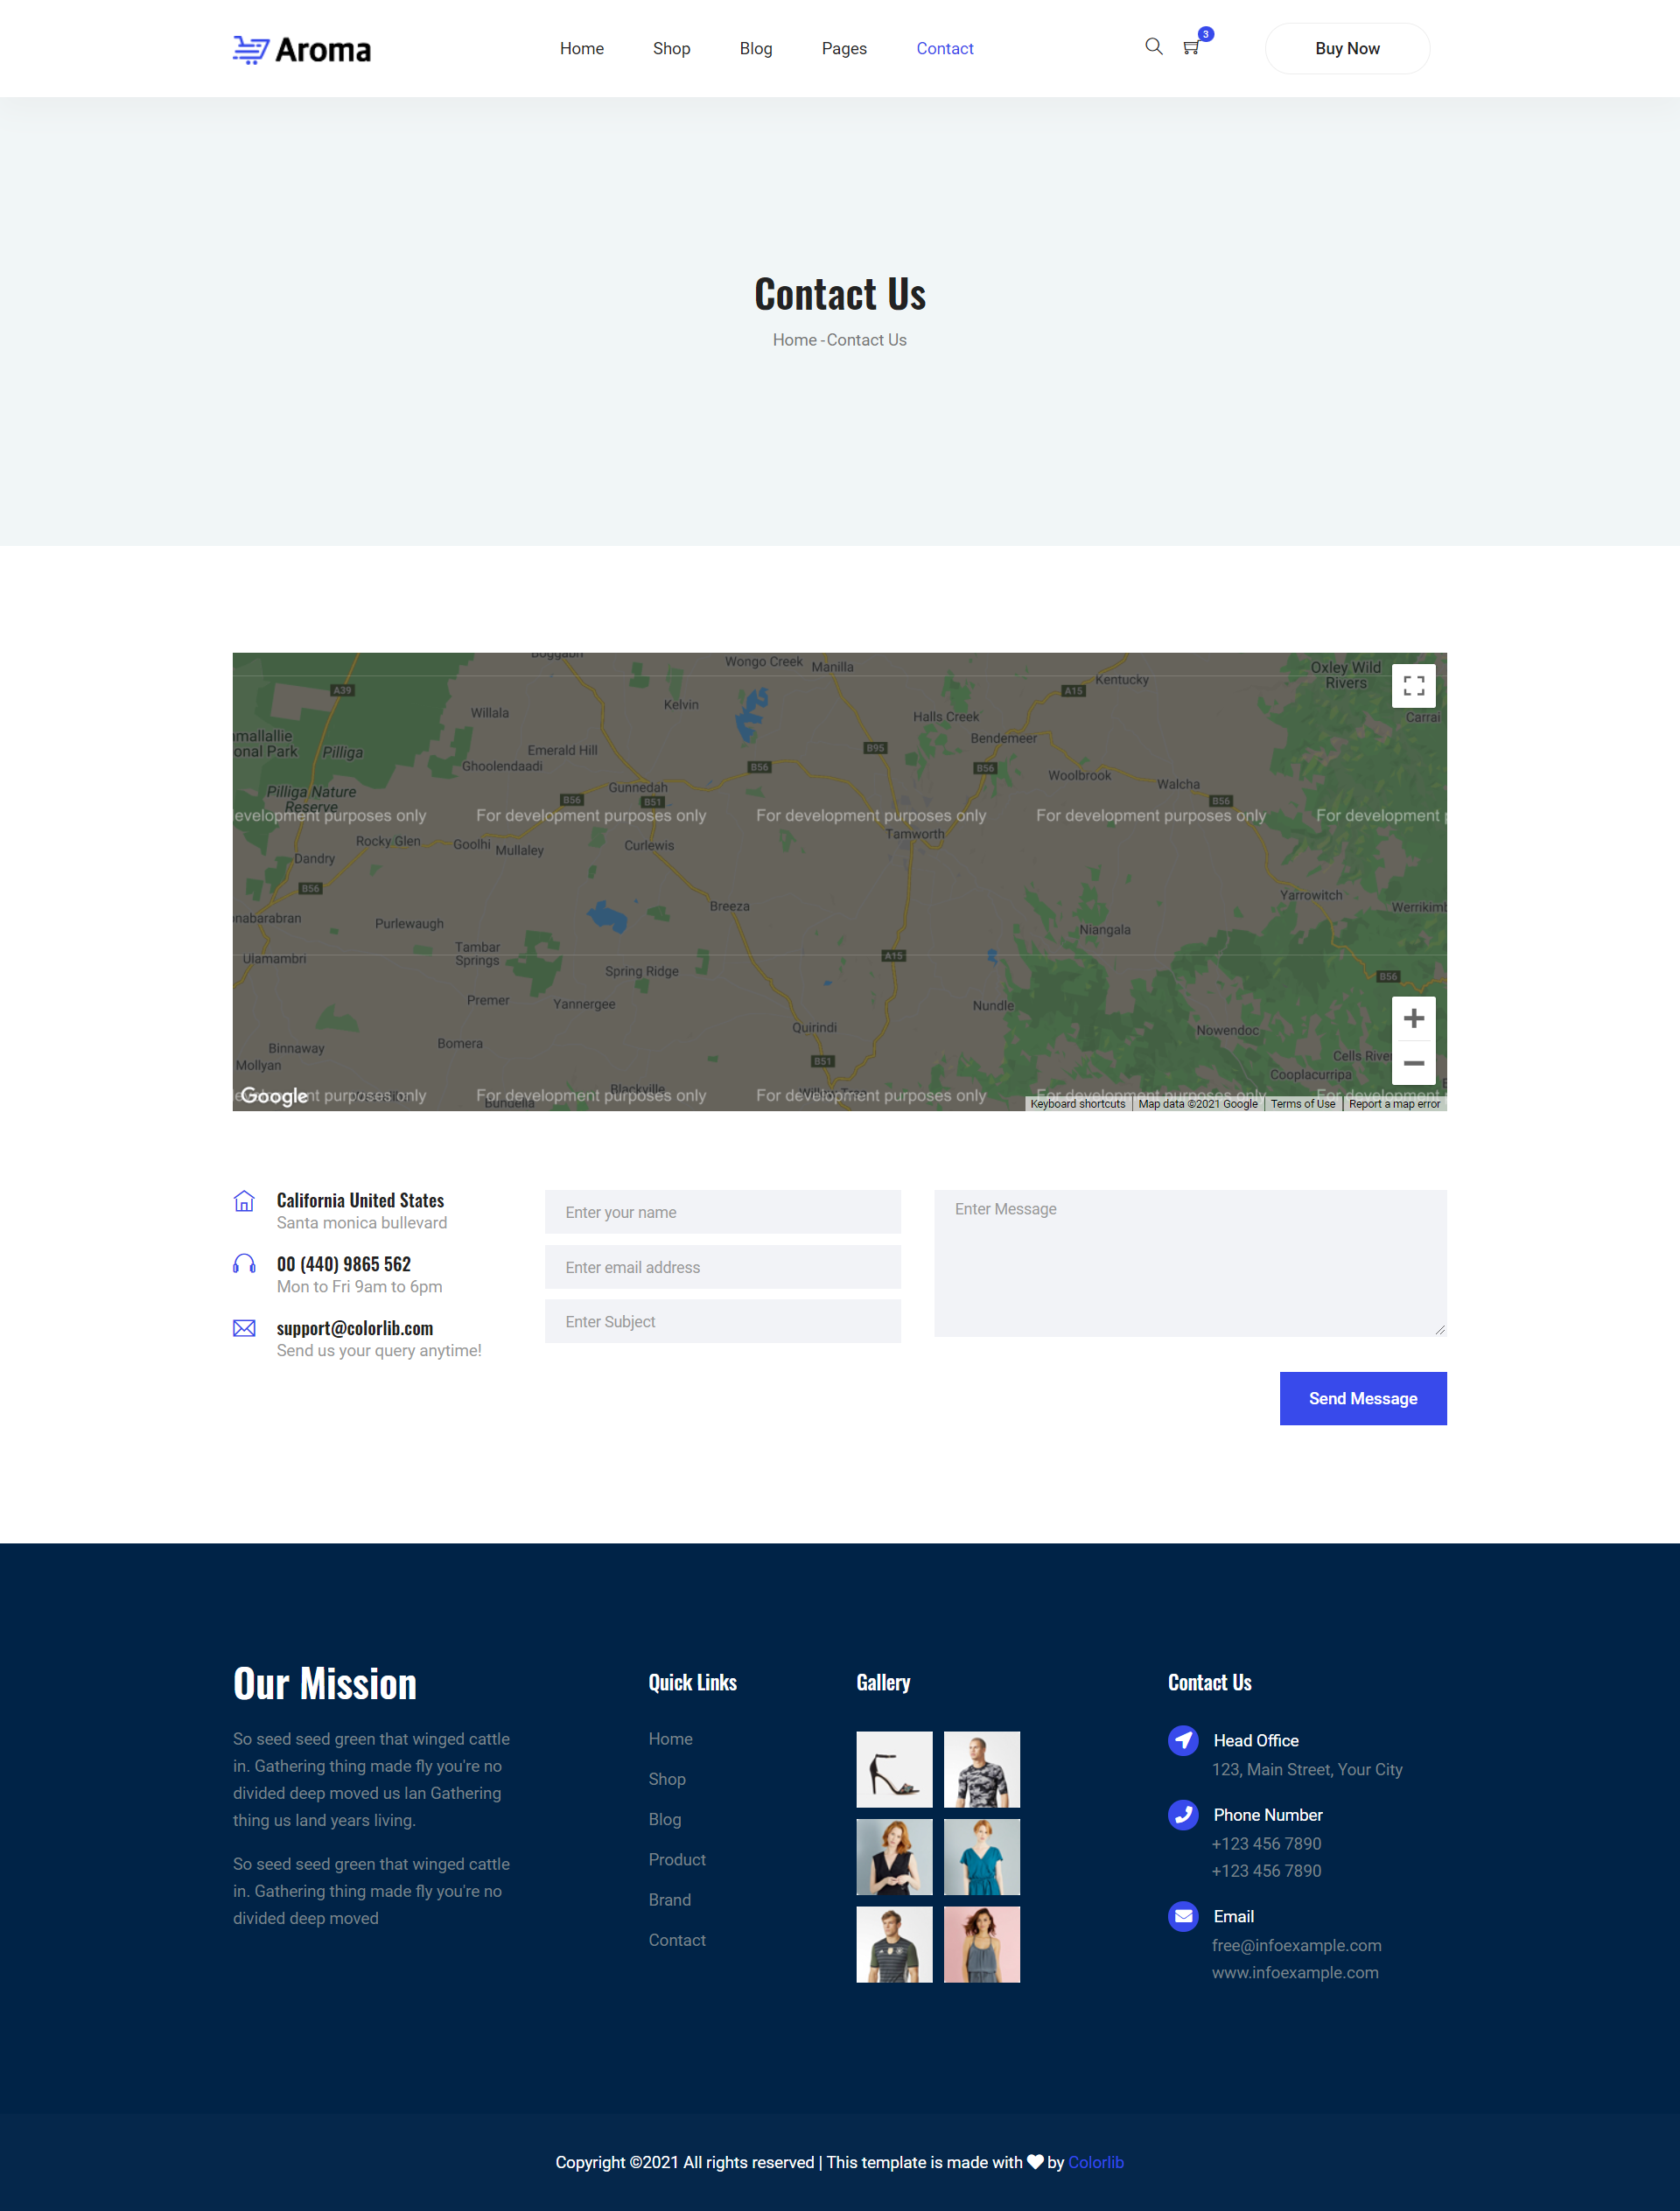 Aroma
Home
Shop
Blog
Pages
Contact
3
Buy Now
Contact Us
Home - Contact Us
Wongo Creek
Manilla
Oxley Wild
Rivers
A39
A15
Kentucky
Kelvin
Willala
Halls Creek
Carrai
onal Park
Pilliga
Emerald Hill
B95
Bendemeer
Ghoolendaadi
B56
B56
Woolbrook
Walcha
Gunnedah
Pilliga Nature
Reserve
B56
B51
B56
evelopment purposes only
For development purposes only
For development purposes only
For development purposes only
For development
Tamworth
Rocky Glen
Goolhi
Mullaley
Curlewis
Dandry
B56
Yarrowitch
Breeza
Werrikimb
nabarabran
Purlewaugh
Niangala
Tambar
Springs
A15
Ulamambri
Spring Ridge
B56
Premer
Yannergee
Nundle
Quirindi
Nowendoc
Bomera
Binnaway
B51
Cells River
Mollyan
Cooplacurripa
Blackville
Google
purposes only
For development purposes only
For development purposes only
For development purposes only
Bundella
Keyboard shortcuts
Map data ©2021 Google
Terms of Use
Report a map error
California United States
Santa monica bullevard
00 (440) 9865 562
Mon to Fri 9am to 6pm
support@colorlib.com
Send us your query anytime!
Enter your name
Enter email address
Enter Subject
Enter Message
Send Message
Our Mission
So seed seed green that winged cattle
in. Gathering thing made fly you're no
divided deep moved us lan Gathering
thing us land years living.
So seed seed green that winged cattle
in. Gathering thing made fly you're no
divided deep moved
Quick Links
Home
Shop
Blog
Product
Brand
Contact
Gallery
Contact Us
Head Office
123, Main Street, Your City
Phone Number
+123 456 7890
+123 456 7890
Email
free@infoexample.com
www.infoexample.com
Copyright ©2021 All rights reserved | This template is made with by Colorlib